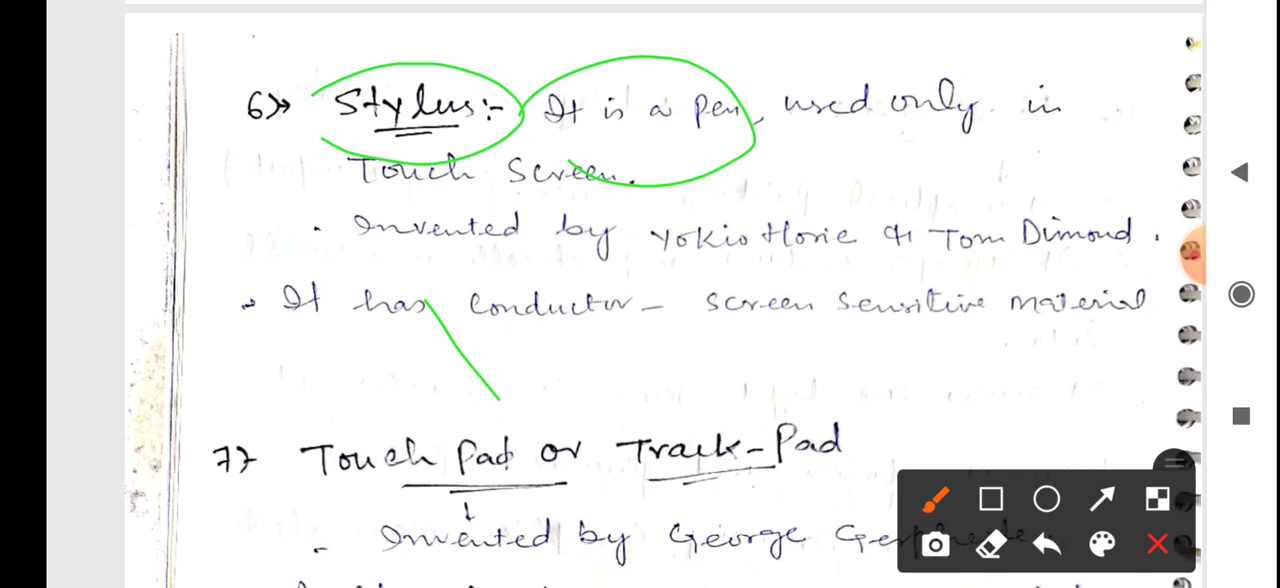 6) Stylus:- It is a pen, used only in
Touch Screen.
• Invented by Yokio Horie & Tom Dimond.
• It has conductor - screen sensitive material
7) Touch Pad or Track-Pad
- Invented by George